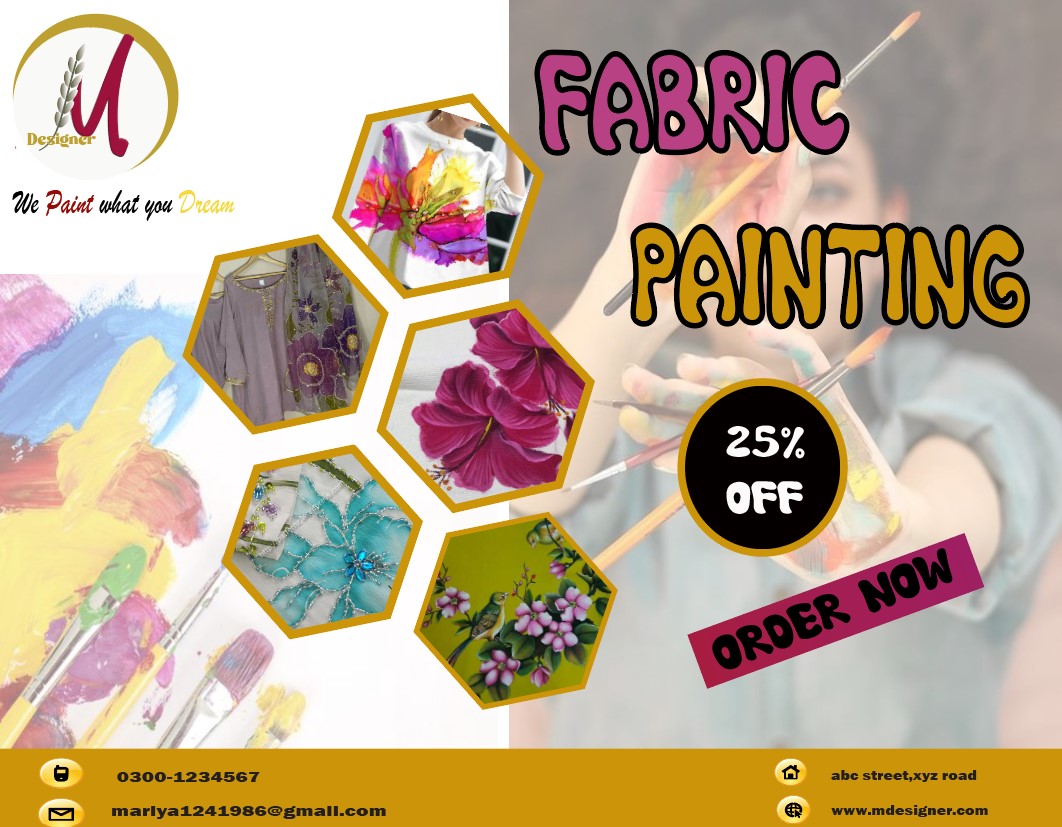 M
Designer
We Paint what you Dream
FABRIC
PAINTING
25%
OFF
ORDER NOW
0300-1234567
abc street,xyz road
mariya1241986@gmail.com
www.mdesigner.com